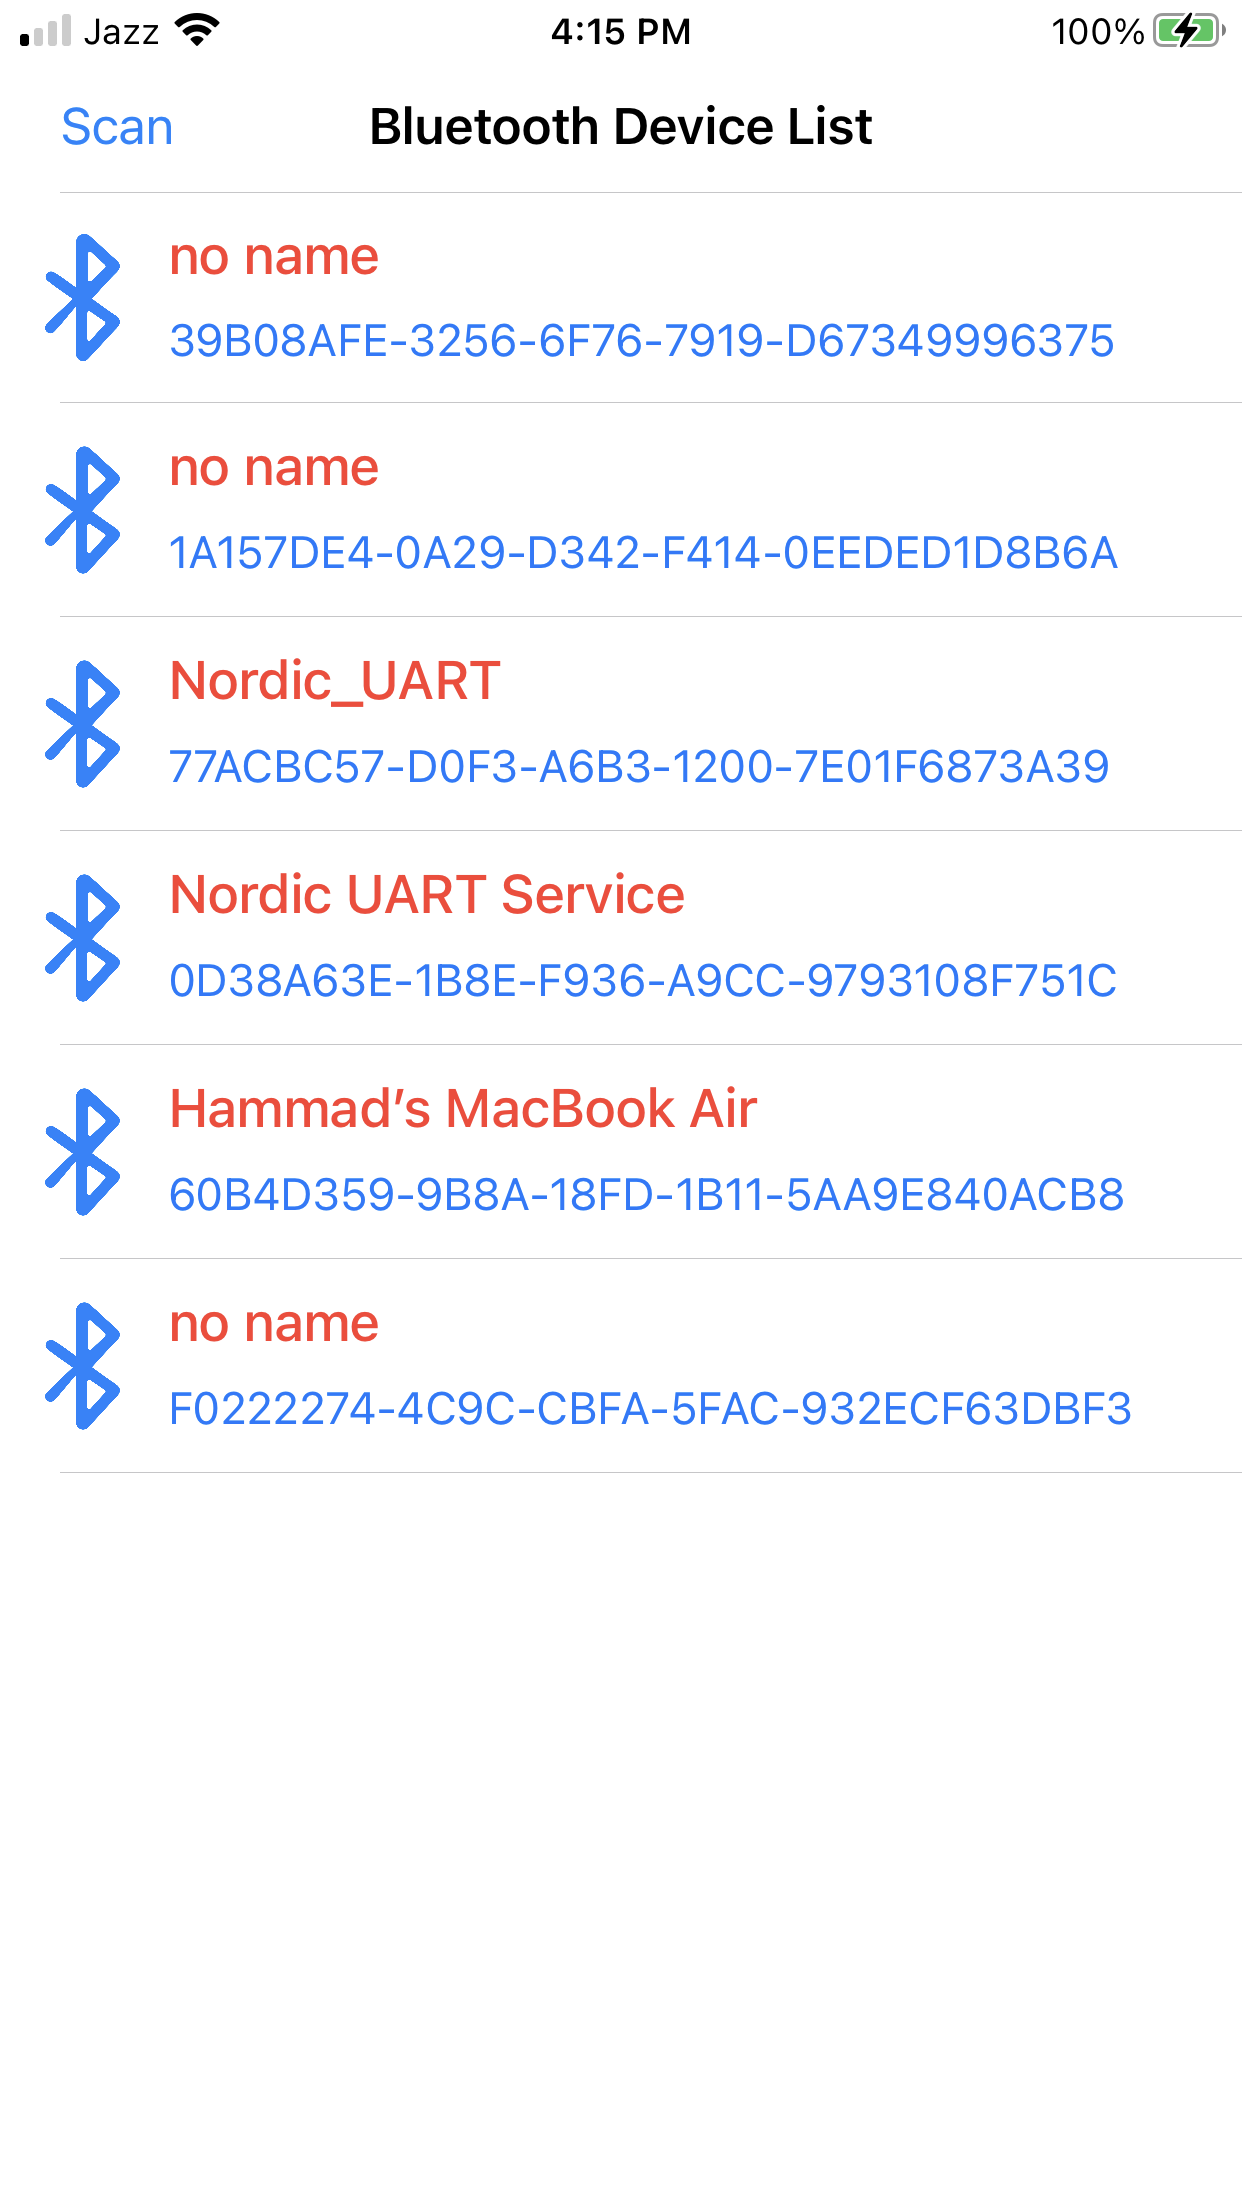 Jazz 4:15 PM 100%
Scan Bluetooth Device List
no name
39B08AFE-3256-6F76-7919-D67349996375
no name
1A157DE4-0A29-D342-F414-0EEDED1D8B6A
Nordic_UART
77ACBC57-D0F3-A6B3-1200-7E01F6873A39
Nordic UART Service
0D38A63E-1B8E-F936-A9CC-9793108F751C
Hammad’s MacBook Air
60B4D359-9B8A-18FD-1B11-5AA9E840ACB8
no name
F0222274-4C9C-CBFA-5FAC-932ECF63DBF3